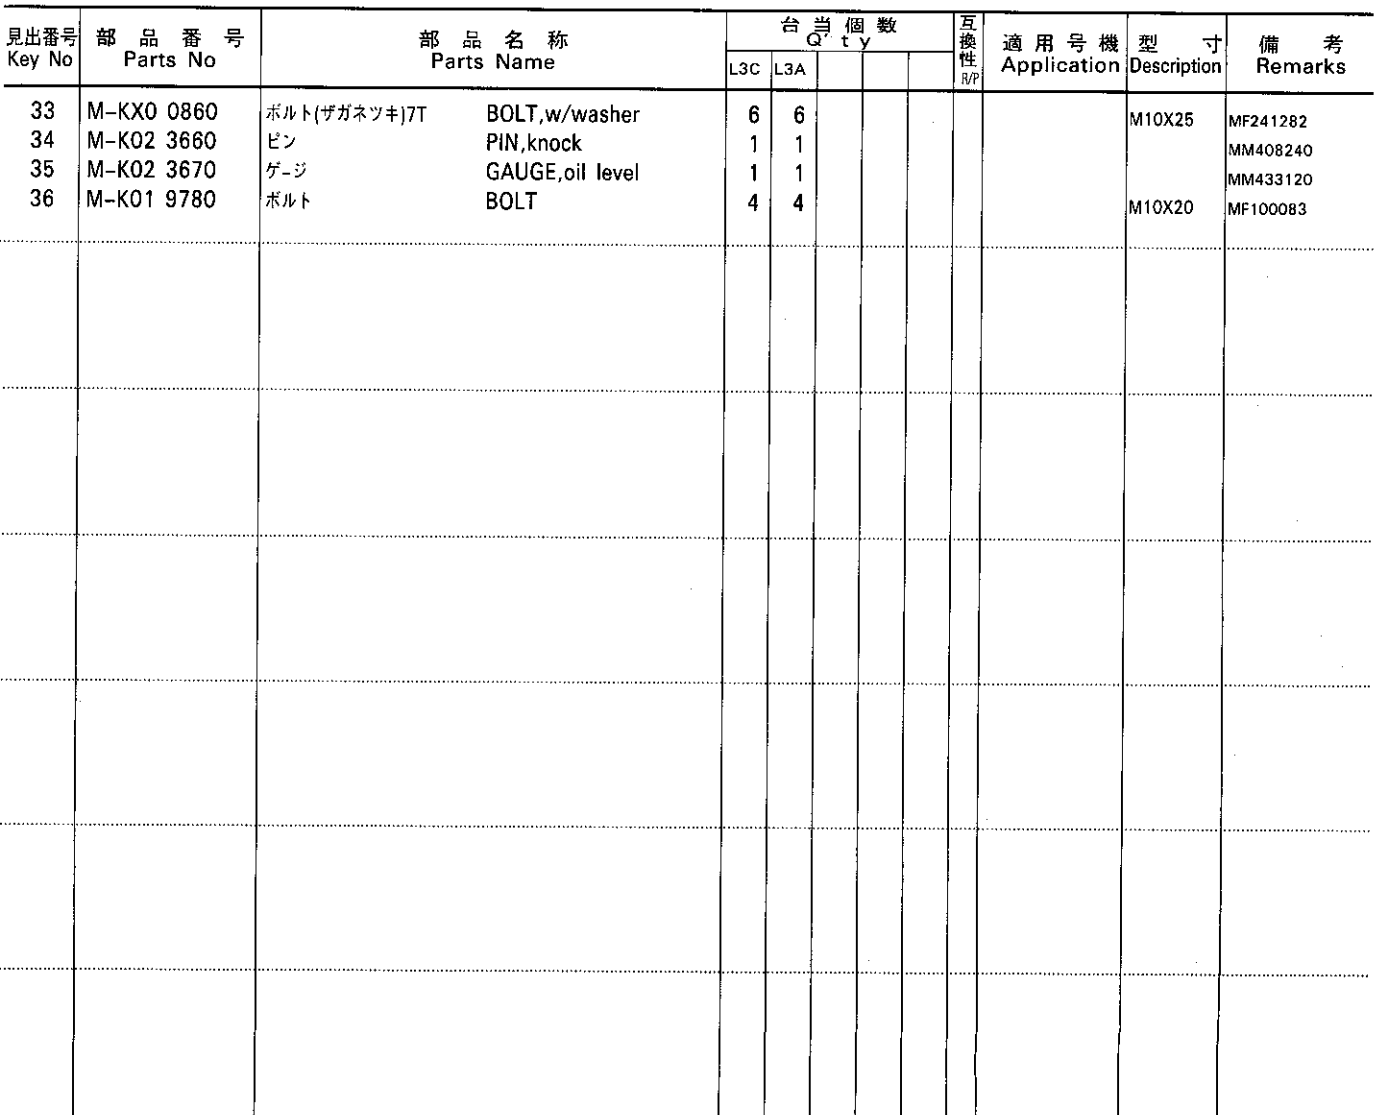 見出番号 部品番号 部品名称 台当個数 互換性 適用号機 型寸 備考
Key No Parts No Parts Name Q'ty R/P Application Description Remarks
L3C L3A
33 M-KX0 0860 ボルト(ザガネツキ)7T BOLT,w/washer 6 6 M10X25 MF241282
34 M-K02 3660 ピン PIN,knock 1 1 MM408240
35 M-K02 3670 ゲ-ジ GAUGE,oil level 1 1 MM433120
36 M-K01 9780 ボルト BOLT 4 4 M10X20 MF100083